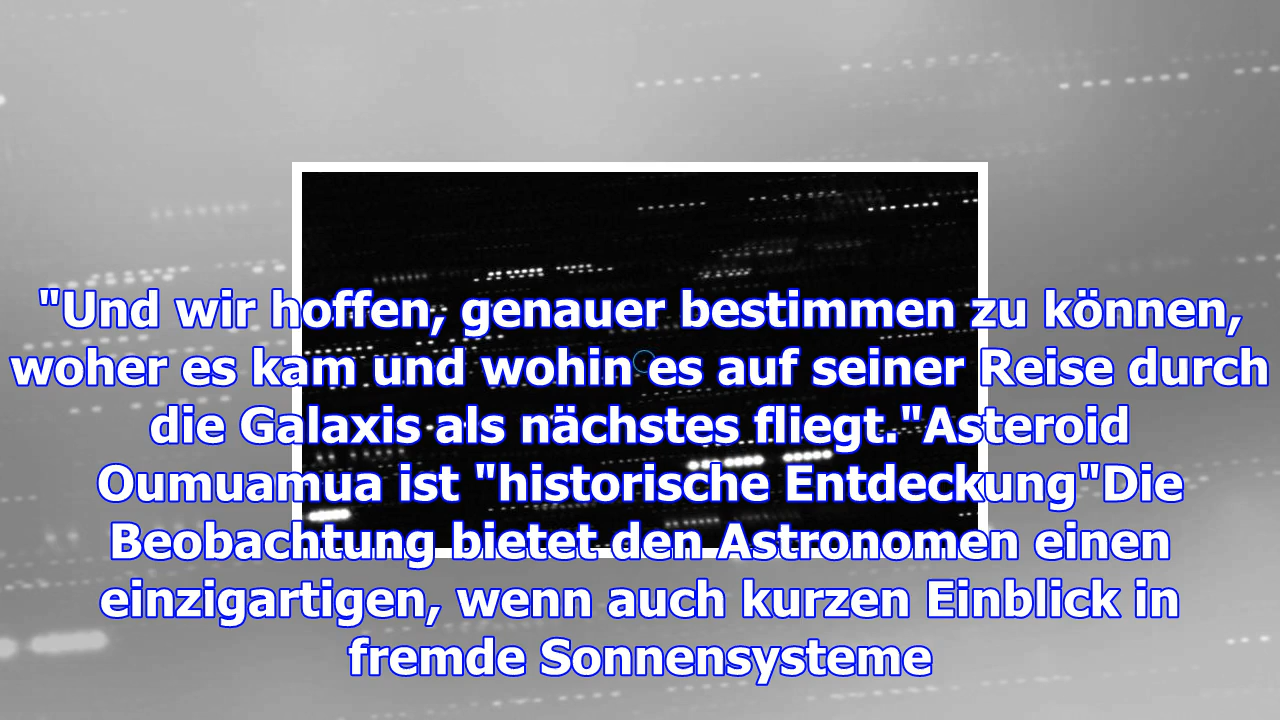 "Und wir hoffen, genauer bestimmen zu können,
woher es kam und wohin es auf seiner Reise durch
die Galaxis als nächstes fliegt."Asteroid
Oumuamua ist "historische Entdeckung"Die
Beobachtung bietet den Astronomen einen
einzigartigen, wenn auch kurzen Einblick in
fremde Sonnensysteme